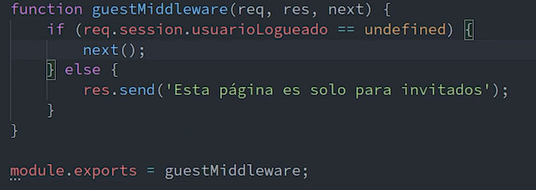 function guestMiddleware(req, res, next) {
    if (req.session.usuarioLogueado == undefined) {
        next();
    } else {
        res.send('Esta página es solo para invitados');
    }
}

module.exports = guestMiddleware;